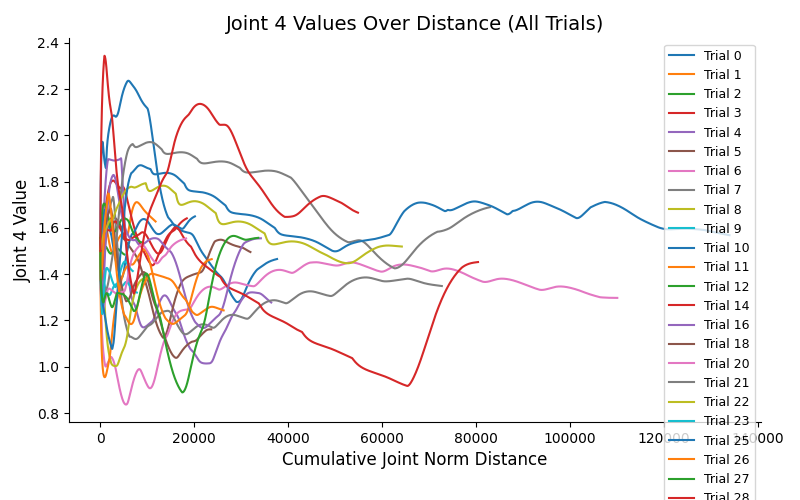 Joint 4 Values Over Distance (All Trials)
2.4
2.2
2.0
1.8
1.6
1.4
1.2
1.0
0.8
Joint 4 Value
0
20000
40000
60000
80000
100000
120000
140000
Cumulative Joint Norm Distance
Trial 0
Trial 1
Trial 2
Trial 3
Trial 4
Trial 5
Trial 6
Trial 7
Trial 8
Trial 9
Trial 10
Trial 11
Trial 12
Trial 14
Trial 16
Trial 18
Trial 20
Trial 21
Trial 22
Trial 23
Trial 25
Trial 26
Trial 27
Trial 28